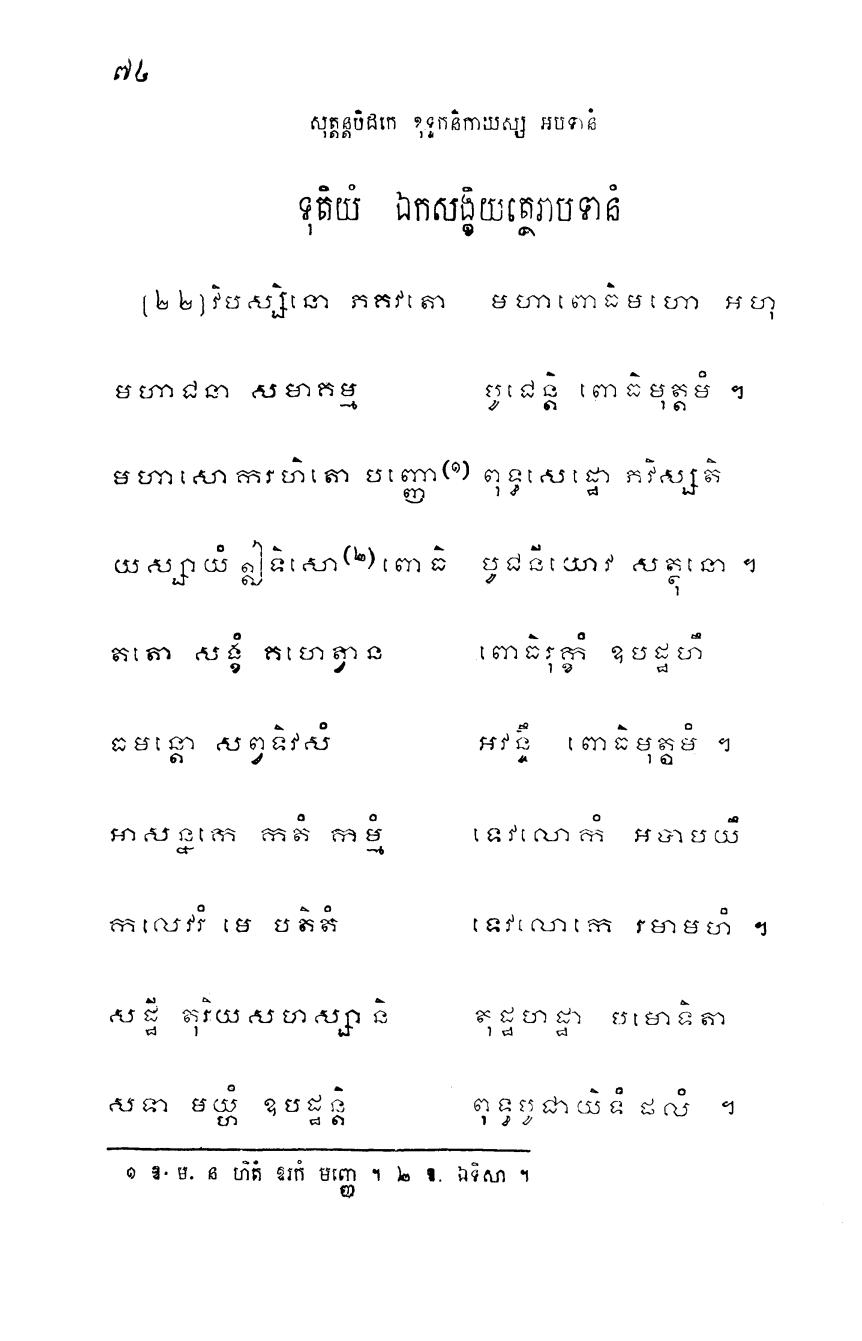 ៧៤
សុត្តន្តបិដកេ ខុទ្ទកនិកាយស្ស អបទានំ
ទុតិយំ ឯកសង្ខិយត្ថេរាបទានំ
[២២] វិបស្សិនោ ភគវតោ មហាពោធិមហោ អហុ
មហាជនា សមាគម្ម បូជេន្តិ ពោធិមុត្តមំ ។
មហាសោការហិតោ បញ្ញោ(១) ពុទ្ធសេដ្ឋោ ភវិស្សតិ
យស្សាយំ ឦទិសោ(២) ពោធិ បូជនីយោវ សត្ថុនោ ។
តតោ សង្ខំ គហេត្វាន ពោធិរុក្ខំ ឧបដ្ឋហឹ
ធមន្តោ សព្វទិវសំ អវន្ទឹ ពោធិមុត្តមំ ។
អាសន្នកេ កតំ កម្មំ ទេវលោកំ អបាបយឹ
កលេវរំ មេ បតិតំ ទេវលោកេ រមាមហំ ។
សដ្ឋី តុរិយសហស្សានិ តុដ្ឋហដ្ឋា បមោទិតា
សទា មយ្ហំ ឧបដ្ឋន្តិ ពុទ្ធបូជាយិទំ ផលំ ។
១ ឱ. ម. ន ហិតំ ឱរកំ មញ្ញេ ។ ២ ឱ. ឯទិសា ។